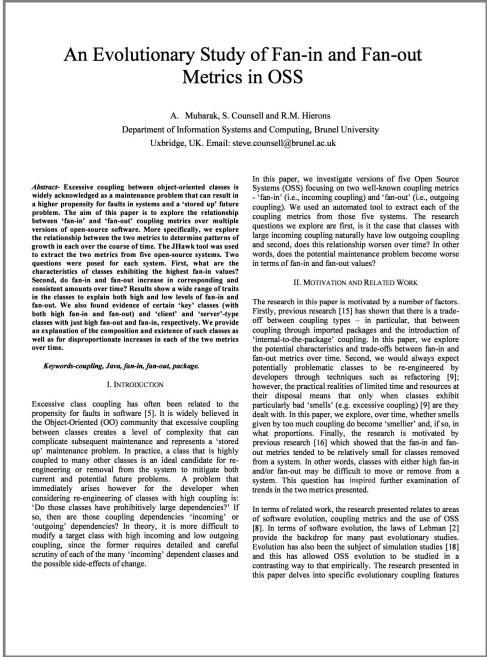 An Evolutionary Study of Fan-in and Fan-out
Metrics in OSS
A. Mubarak, S. Counsell and R.M. Hierons
Department of Information Systems and Computing, Brunel University
Uxbridge, UK. Email: steve.counsell@brunel.ac.uk
Abstract- Excessive coupling between object-oriented classes is
widely acknowledged as a maintenance problem that can result in
a higher propensity for faults in systems and a 'stored up' future
problem. The aim of this paper is to explore the relationship
between 'fan-in' and 'fan-out' coupling metrics over multiple
versions of open-source software. More specifically, we explore
the relationship between the two metrics to determine patterns of
growth in each over the course of time. The JHawk tool was used
to extract the two metrics from five open-source systems. Two
questions were posed for each system. First, what are the
characteristics of classes exhibiting the highest fan-in values?
Second, do fan-in and fan-out increase in corresponding and
consistent amounts over time? Results show a wide range of traits
in the classes to explain both high and low levels of fan-in and
fan-out. We also found evidence of certain 'key' classes (with
both high fan-in and fan-out) and 'client' and 'server'-type
classes with just high fan-out and fan-in, respectively. We provide
an explanation of the composition and existence of such classes as
well as for disproportionate increases in each of the two metrics
over time.
Keywords-coupling, Java, fan-in, fan-out, package.
I. INTRODUCTION
Excessive class coupling has often been related to the
propensity for faults in software [5]. It is widely believed in
the Object-Oriented (OO) community that excessive coupling
between classes creates a level of complexity that can
complicate subsequent maintenance and represents a 'stored
up' maintenance problem. In practice, a class that is highly
coupled to many other classes is an ideal candidate for re-
engineering or removal from the system to mitigate both
current and potential future problems. A problem that
immediately arises however for the developer when
considering re-engineering of classes with high coupling is:
'Do those classes have prohibitively large dependencies?' If
so, then are those coupling dependencies 'incoming' or
'outgoing' dependencies? In theory, it is more difficult to
modify a target class with high incoming and low outgoing
coupling, since the former requires detailed and careful
scrutiny of each of the many 'incoming' dependent classes and
the possible side-effects of change.
In this paper, we investigate versions of five Open Source
Systems (OSS) focusing on two well-known coupling metrics
- 'fan-in' (i.e., incoming coupling) and 'fan-out' (i.e., outgoing
coupling). We used an automated tool to extract each of the
coupling metrics from those five systems. The research
questions we explore are first, is it the case that classes with
large incoming coupling naturally have low outgoing coupling
and second, does this relationship worsen over time? In other
words, does the potential maintenance problem become worse
in terms of fan-in and fan-out values?
II. MOTIVATION AND RELATED WORK
The research in this paper is motivated by a number of factors.
Firstly, previous research [15] has shown that there is a trade-
off between coupling types – in particular, that between
coupling through imported packages and the introduction of
'internal-to-the-package' coupling. In this paper, we explore
the potential characteristics and trade-offs between fan-in and
fan-out metrics over time. Second, we would always expect
potentially problematic classes to be re-engineered by
developers through techniques such as refactoring [9];
however, the practical realities of limited time and resources at
their disposal means that only when classes exhibit
particularly bad 'smells' (e.g. excessive coupling) [9] are they
dealt with. In this paper, we explore, over time, whether smells
given by too much coupling do become 'smellier' and, if so, in
what proportions. Finally, the research is motivated by
previous research [16] which showed that the fan-in and fan-
out metrics tended to be relatively small for classes removed
from a system. In other words, classes with either high fan-in
and/or fan-out may be difficult to move or remove from a
system. This question has inspired further examination of
trends in the two metrics presented.
In terms of related work, the research presented relates to areas
of software evolution, coupling metrics and the use of OSS
[8]. In terms of software evolution, the laws of Lehman [2]
provide the backdrop for many past evolutionary studies.
Evolution has also been the subject of simulation studies [18]
and this has allowed OSS evolution to be studied in a
contrasting way to that empirically. The research presented in
this paper delves into specific evolutionary coupling features